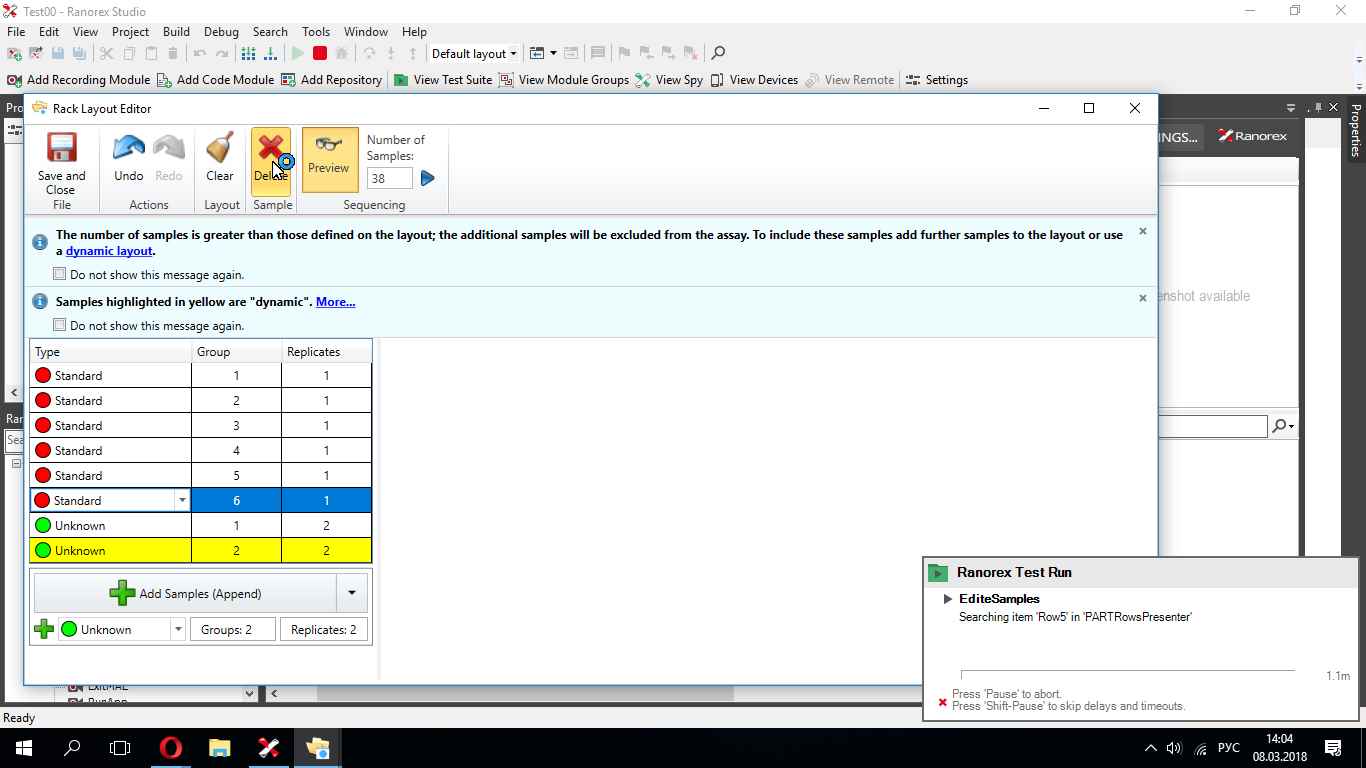 Test00 - Ranorex Studio
File Edit View Project Build Debug Search Tools Window Help
Default layout
Add Recording Module Add Code Module Add Repository View Test Suite View Module Groups View Spy View Devices View Remote Settings
Pro
Rack Layout Editor
Properties
INGS... Ranorex
Save and Close
File
Undo Redo
Actions
Clear
Layout
Delete
Sample
Preview
Number of
Samples:
38
Sequencing
The number of samples is greater than those defined on the layout; the additional samples will be excluded from the assay. To include these samples add further samples to the layout or use
a dynamic layout.
Do not show this message again.
Samples highlighted in yellow are "dynamic". More...
Do not show this message again.
enshot available
Type Group Replicates
Standard 1 1
Standard 2 1
Standard 3 1
Standard 4 1
Standard 5 1
Standard 6 1
Unknown 1 2
Unknown 2 2
Ran
Sea
Add Samples (Append)
Unknown Groups: 2 Replicates: 2
ExitMAE
RunApp
Ranorex Test Run
EditeSamples
Searching item 'Row5' in 'PARTRowsPresenter'
1.1m
Press 'Pause' to abort.
Press 'Shift-Pause' to skip delays and timeouts.
Ready
РУС
14:04
08.03.2018